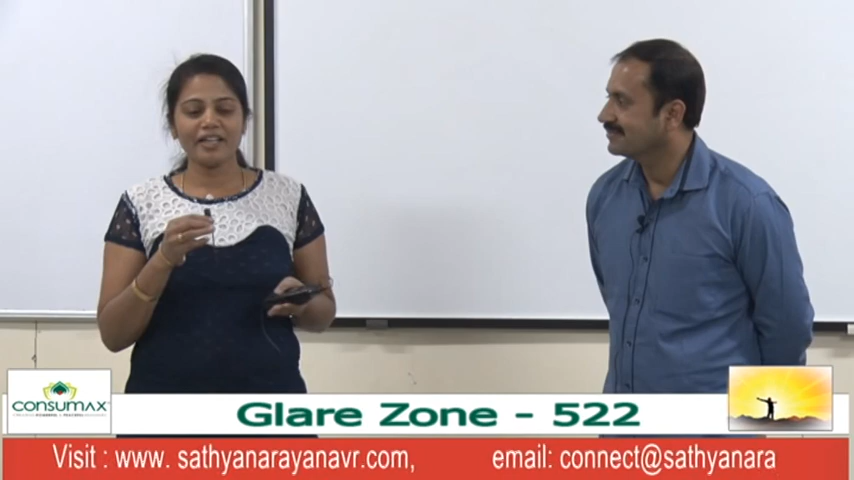 CONSUMAX
Glare Zone - 522
Visit : www. sathyanarayanavr.com, email: connect@sathyanara